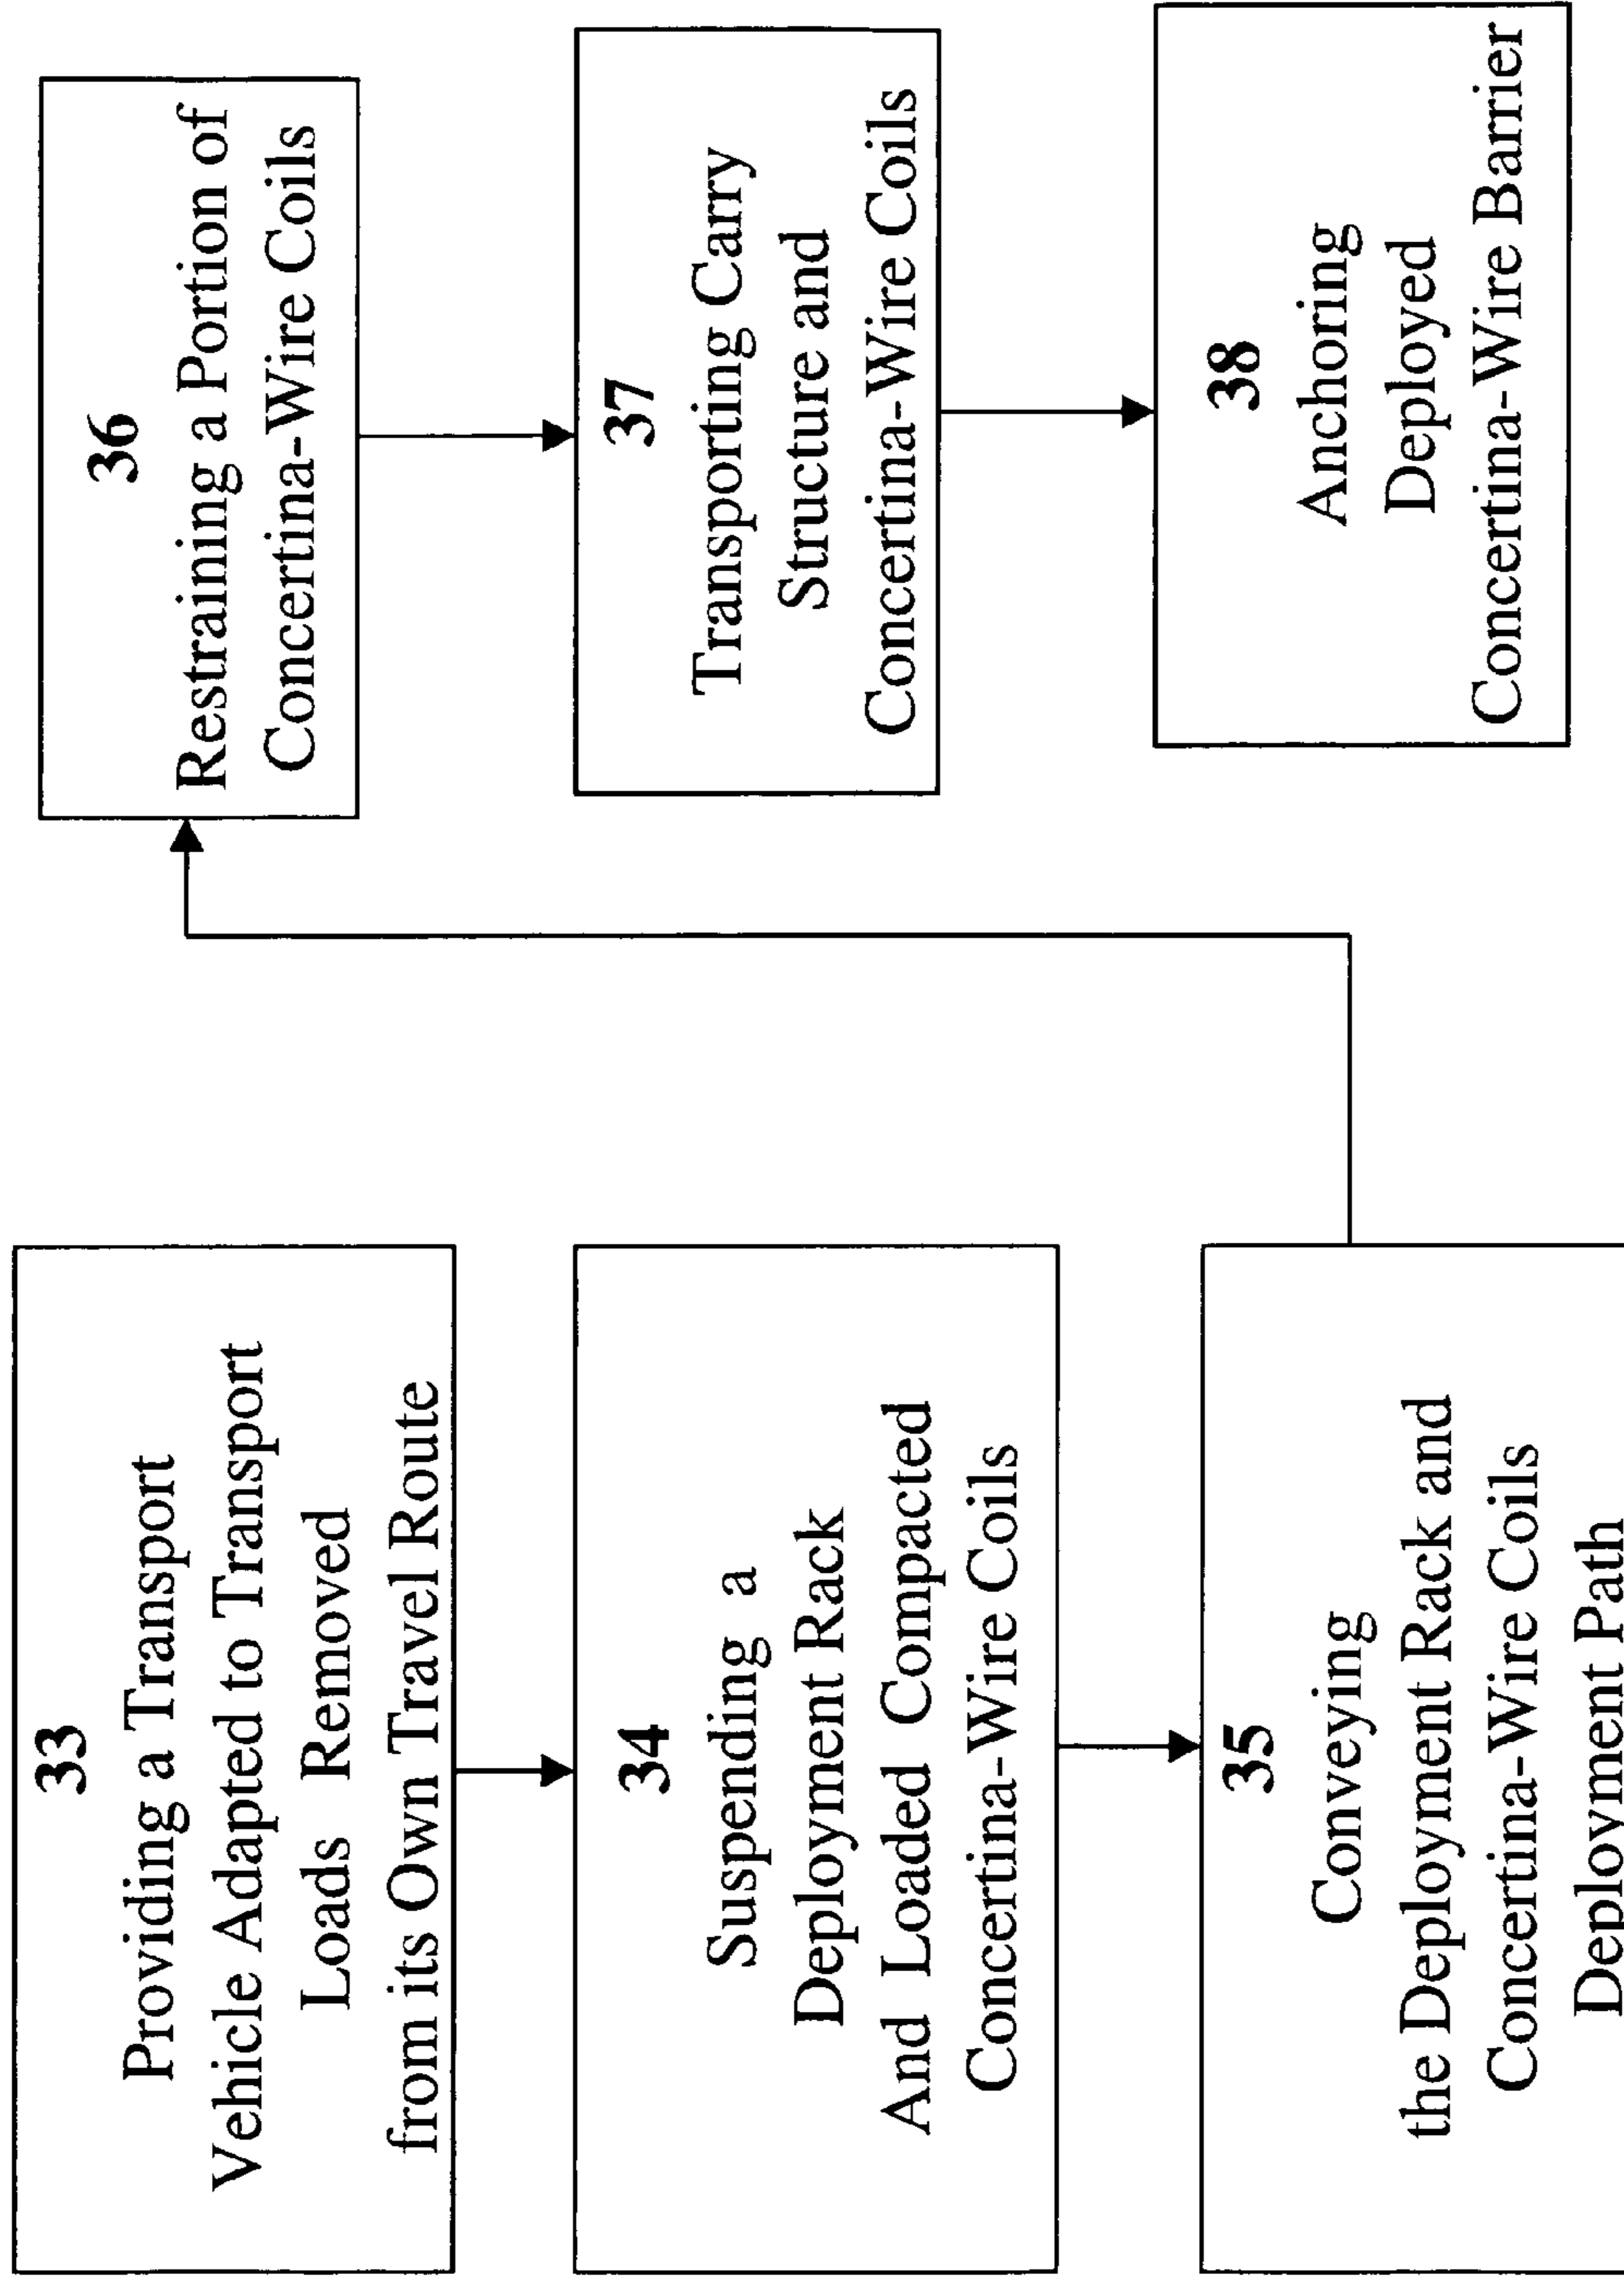 33
Providing a Transport
Vehicle Adapted to Transport
Loads Removed
from its Own Travel Route
34
Suspending a
Deployment Rack
And Loaded Compacted
Concertina-Wire Coils
35
Conveying
the Deployment Rack and
Concertina-Wire Coils
Deployment Path
36
Restraining a Portion of
Concertina-Wire Coils
37
Transporting Carry
Structure and
Concertina-Wire Coils
38
Anchoring
Deployed
Concertina-Wire Barrier